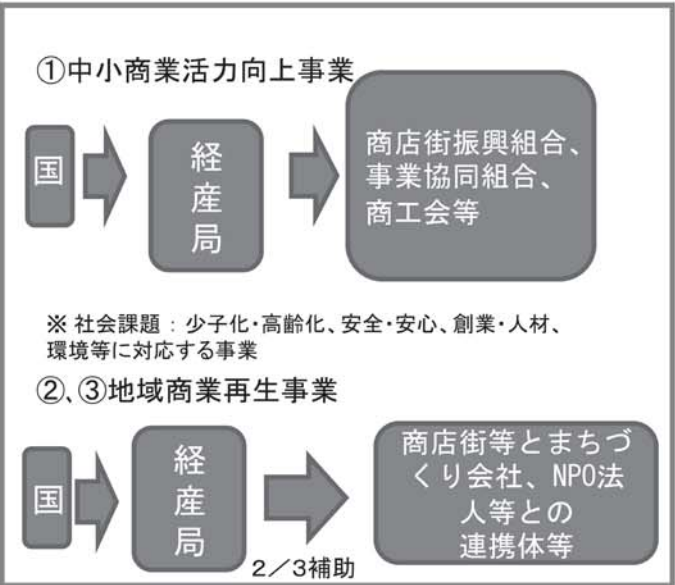 ①中小商業活力向上事業
国
経産局
商店街振興組合、
事業協同組合、
商工会等
※ 社会課題 : 少子化・高齢化、安全・安心、創業・人材、
環境等に対応する事業
②、③地域商業再生事業
国
経産局
2/3補助
商店街等とまちづ
くり会社、NPO法
人等との
連携体等